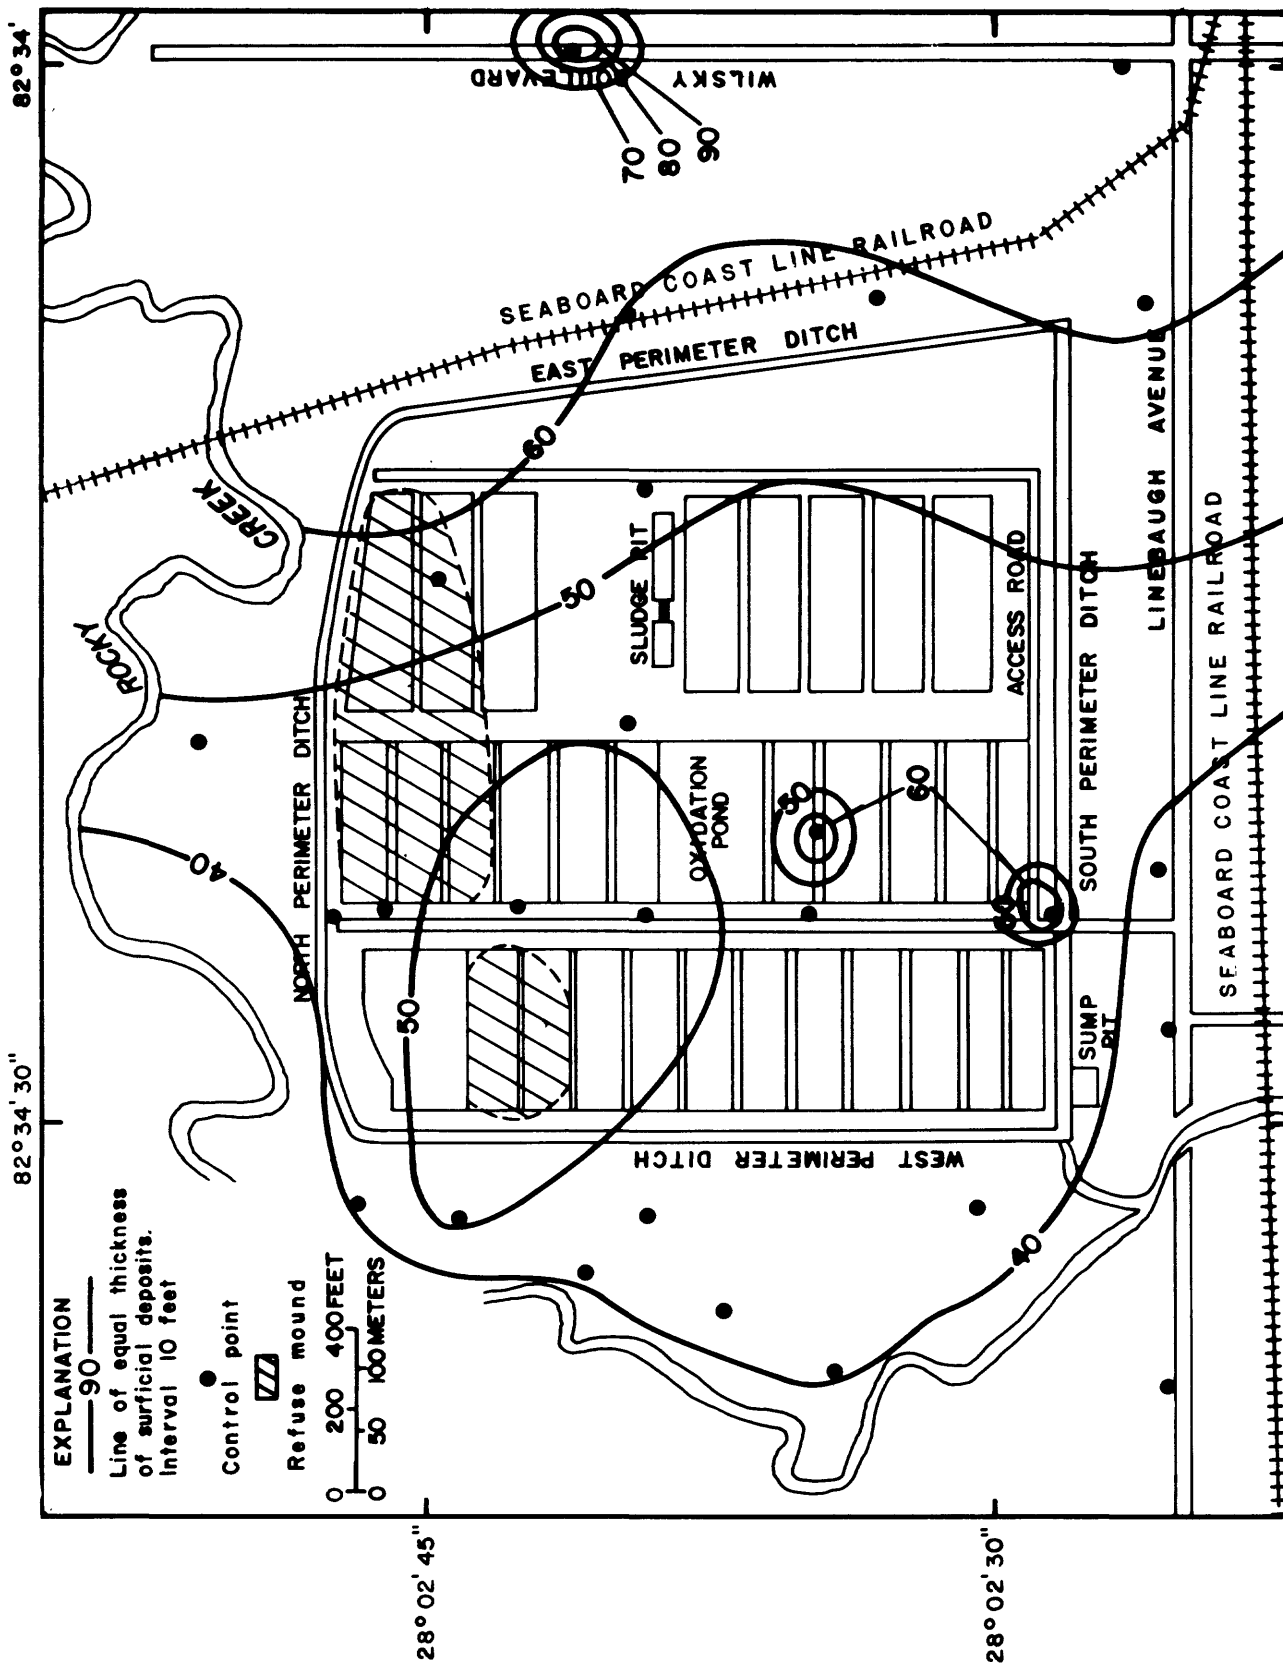 82°34'30"
82°34'
28°02'45"
28°02'30"
EXPLANATION
90
Line of equal thickness
of surficial deposits.
Interval 10 feet
Control point
Refuse mound
0 200 400 FEET
0 50 100 METERS
ROCKY
CREEK
NORTH PERIMETER DITCH
EAST PERIMETER DITCH
SEABOARD COAST LINE RAILROAD
WILSKY BOULEVARD
70
80
90
40
50
60
50
SLUDGE PIT
OXIDATION
POND
50
60
50
ACCESS ROAD
SOUTH PERIMETER DITCH
WEST PERIMETER DITCH
SUMP
PIT
40
LINEBAUGH AVENUE
SEABOARD COAST LINE RAILROAD